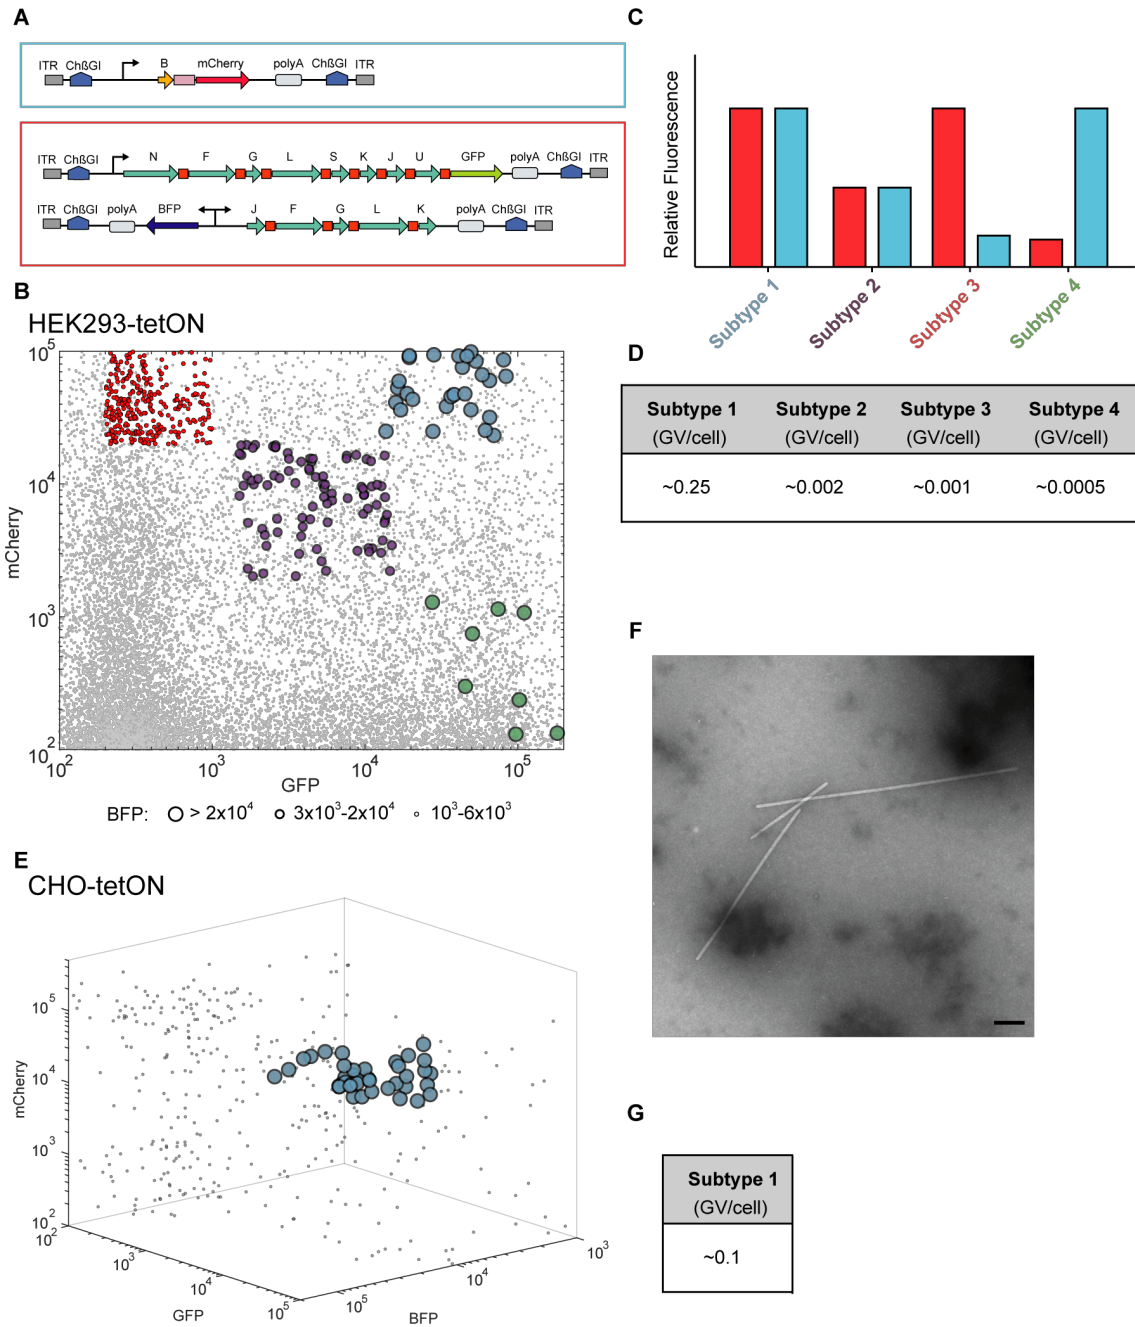 A
ITR ChßGI B mCherry polyA ChßGI ITR
ITR ChßGI N F G L S K J U GFP polyA ChßGI ITR
ITR ChßGI polyA BFP J F G L K polyA ChßGI ITR
B
HEK293-tetON
10^5
10^4
10^3
10^2
mCherry
10^2 10^3 10^4 10^5
GFP
BFP: > 2x10^4 3x10^3-2x10^4 10^3-6x10^3
C
Relative Fluorescence
Subtype 1
Subtype 2
Subtype 3
Subtype 4
D
Subtype 1 Subtype 2 Subtype 3 Subtype 4
(GV/cell) (GV/cell) (GV/cell) (GV/cell)
~0.25 ~0.002 ~0.001 ~0.0005
E
CHO-tetON
10^5
10^4
10^3
10^2
mCherry
10^2
10^3
10^4
10^5
GFP
10^5
10^4
10^3
BFP
F
G
Subtype 1
(GV/cell)
~0.1